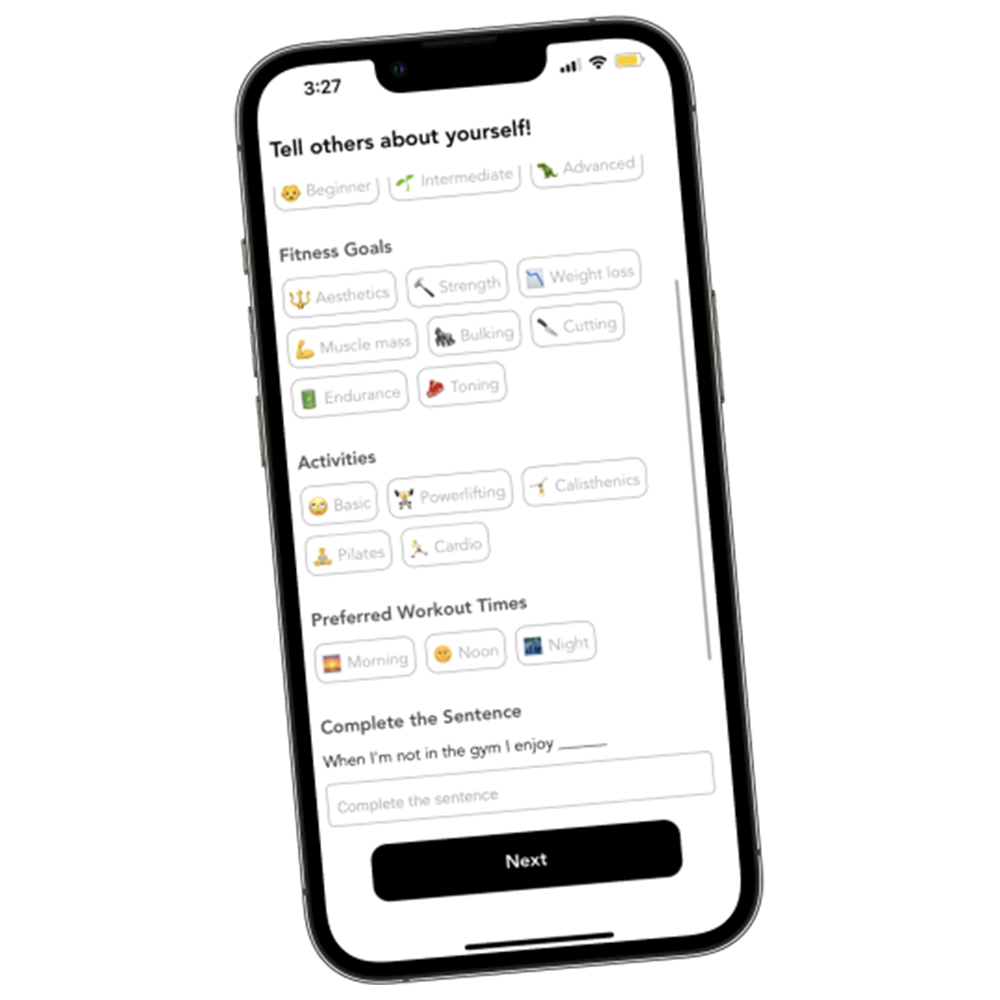 3:27
Tell others about yourself!
Beginner Intermediate Advanced
Fitness Goals
Aesthetics Strength Weight loss
Muscle mass Bulking Cutting
Endurance Toning
Activities
Basic Powerlifting Calisthenics
Pilates Cardio
Preferred Workout Times
Morning Noon Night
Complete the Sentence
When I'm not in the gym I enjoy ______
Complete the sentence
Next